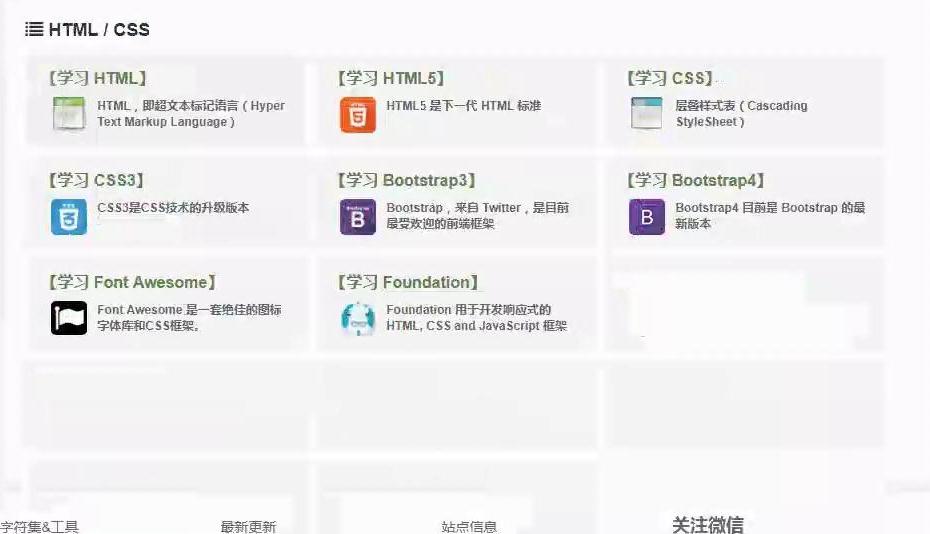 HTML / CSS
【学习 HTML】
HTML，即超文本标记语言（Hyper
Text Markup Language）
【学习 HTML5】
HTML5 是下一代 HTML 标准
【学习 CSS】
层叠样式表（Cascading
StyleSheet）
【学习 CSS3】
CSS3是CSS技术的升级版本
【学习 Bootstrap3】
Bootstrap，来自 Twitter，是目前
最受欢迎的前端框架
【学习 Bootstrap4】
Bootstrap4 目前是 Bootstrap 的最
新版本
【学习 Font Awesome】
Font Awesome 是一套绝佳的图标
字体库和CSS框架。
【学习 Foundation】
Foundation 用于开发响应式的
HTML, CSS and JavaScript 框架
字符集&工具
最新更新
站点信息
关注微信